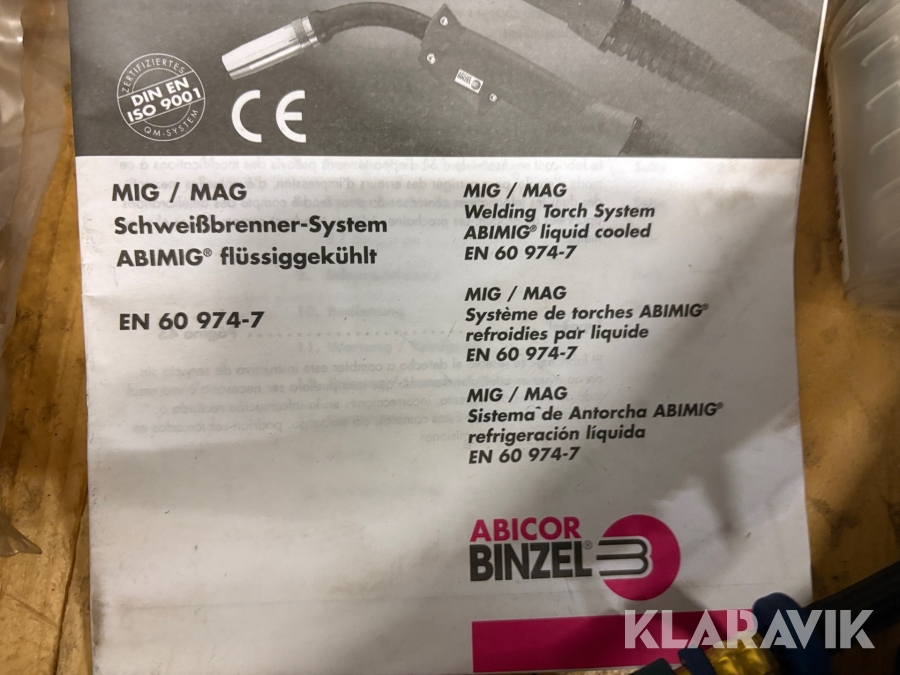 ZERTIFIZIERTES
DIN EN
ISO 9001
QM-SYSTEM
CE
BINZEL
MIG / MAG
Schweißbrenner-System
ABIMIG® flüssiggekühlt
EN 60 974-7
MIG / MAG
Welding Torch System
ABIMIG® liquid cooled
EN 60 974-7
MIG / MAG
Système de torches ABIMIG®
refroidies par liquide
EN 60 974-7
MIG / MAG
Sistema de Antorcha ABIMIG®
refrigeración líquida
EN 60 974-7
ABICOR
BINZEL®
KLARAVIK